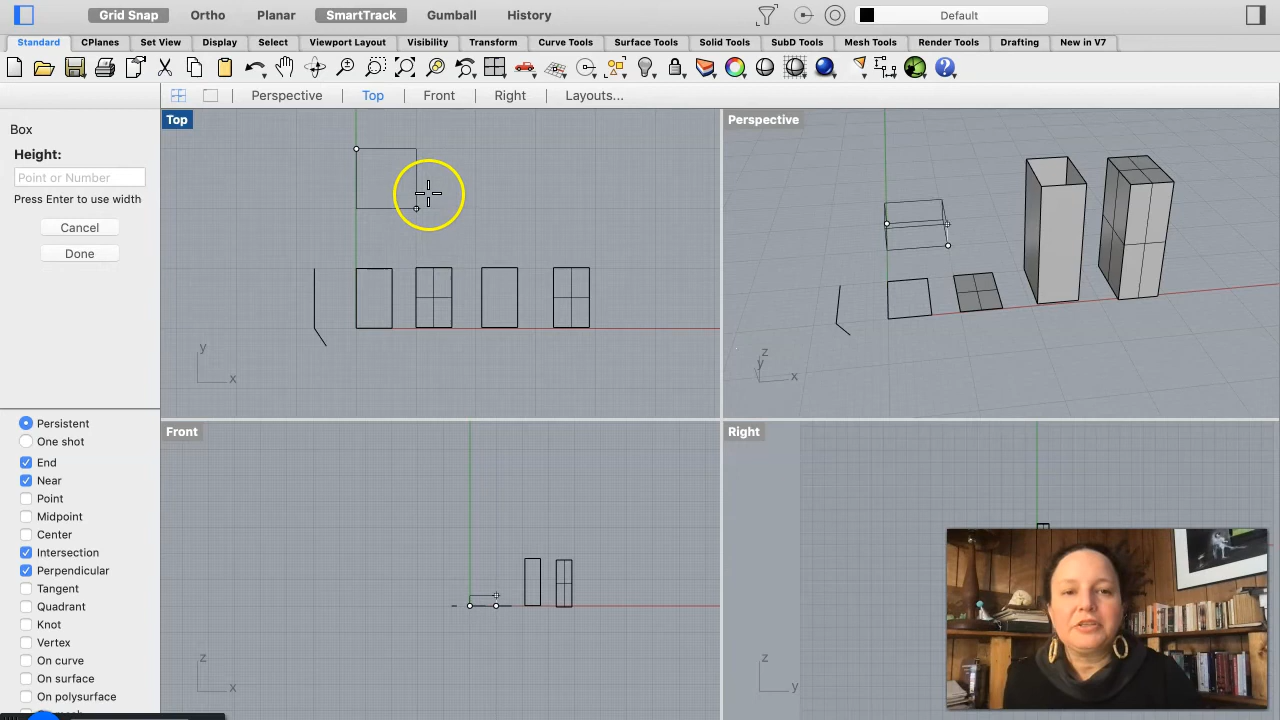 Grid Snap Ortho Planar SmartTrack Gumball History Default
Standard CPlanes Set View Display Select Viewport Layout Visibility Transform Curve Tools Surface Tools Solid Tools SubD Tools Mesh Tools Render Tools Drafting New in V7
Perspective Top Front Right Layouts...
Box
Height:
Point or Number
Press Enter to use width
Cancel
Done
Persistent
One shot
End
Near
Point
Midpoint
Center
Intersection
Perpendicular
Tangent
Quadrant
Knot
Vertex
On curve
On surface
On polysurface
Top
y
x
Perspective
z
y
x
Front
z
x
Right
z
y